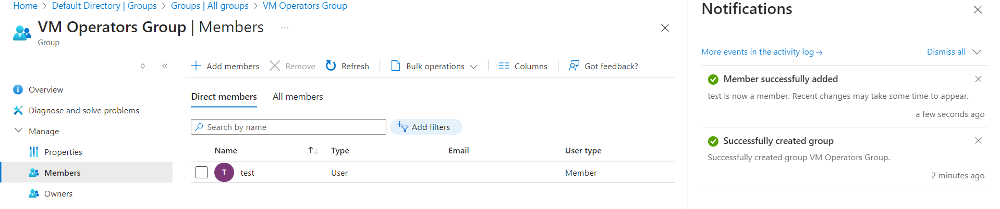 Home > Default Directory | Groups > Groups | All groups > VM Operators Group
VM Operators Group | Members ...
Group
Add members Remove Refresh Bulk operations Columns Got feedback?
Overview
Diagnose and solve problems
Manage
Properties
Members
Owners
Direct members All members
Search by name Add filters
Name Type Email User type
T test User Member
Notifications
More events in the activity log → Dismiss all
Member successfully added
test is now a member. Recent changes may take some time to appear.
a few seconds ago
Successfully created group
Successfully created group VM Operators Group.
2 minutes ago